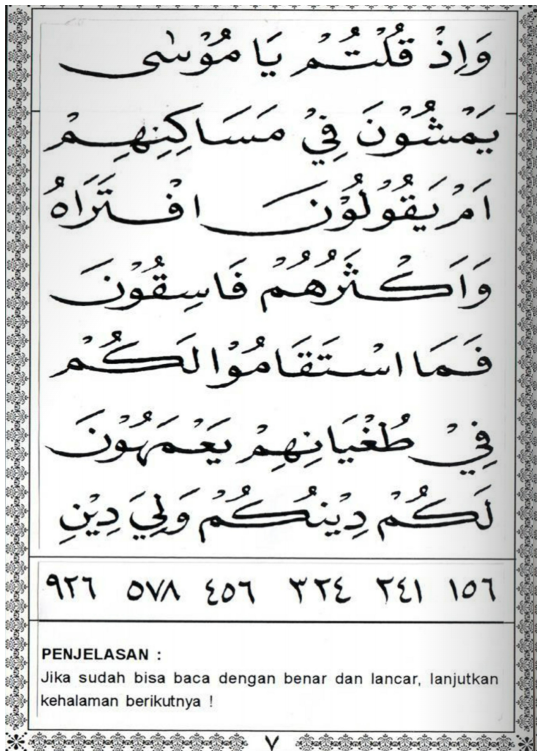 وَاِذْ قُلْتُمْ يَا مُوْسٰى
يَمْشُوْنَ فِيْ مَسَاكِنِهِمْ
اَمْ يَقُوْلُوْنَ افْتَرَاهُ
وَاَكْثَرُهُمْ فَاسِقُوْنَ
فَمَا اسْتَقَامُوْا لَكُمْ
فِيْ طُغْيَانِهِمْ يَعْمَهُوْنَ
لَكُمْ دِيْنُكُمْ وَلِيَ دِيْنِ
١٥٦ ٢٤١ ٣٢٤ ٤٥٦ ٥٧٨ ٩٢٦
PENJELASAN :
Jika sudah bisa baca dengan benar dan lancar, lanjutkan
kehalaman berikutnya !
٧